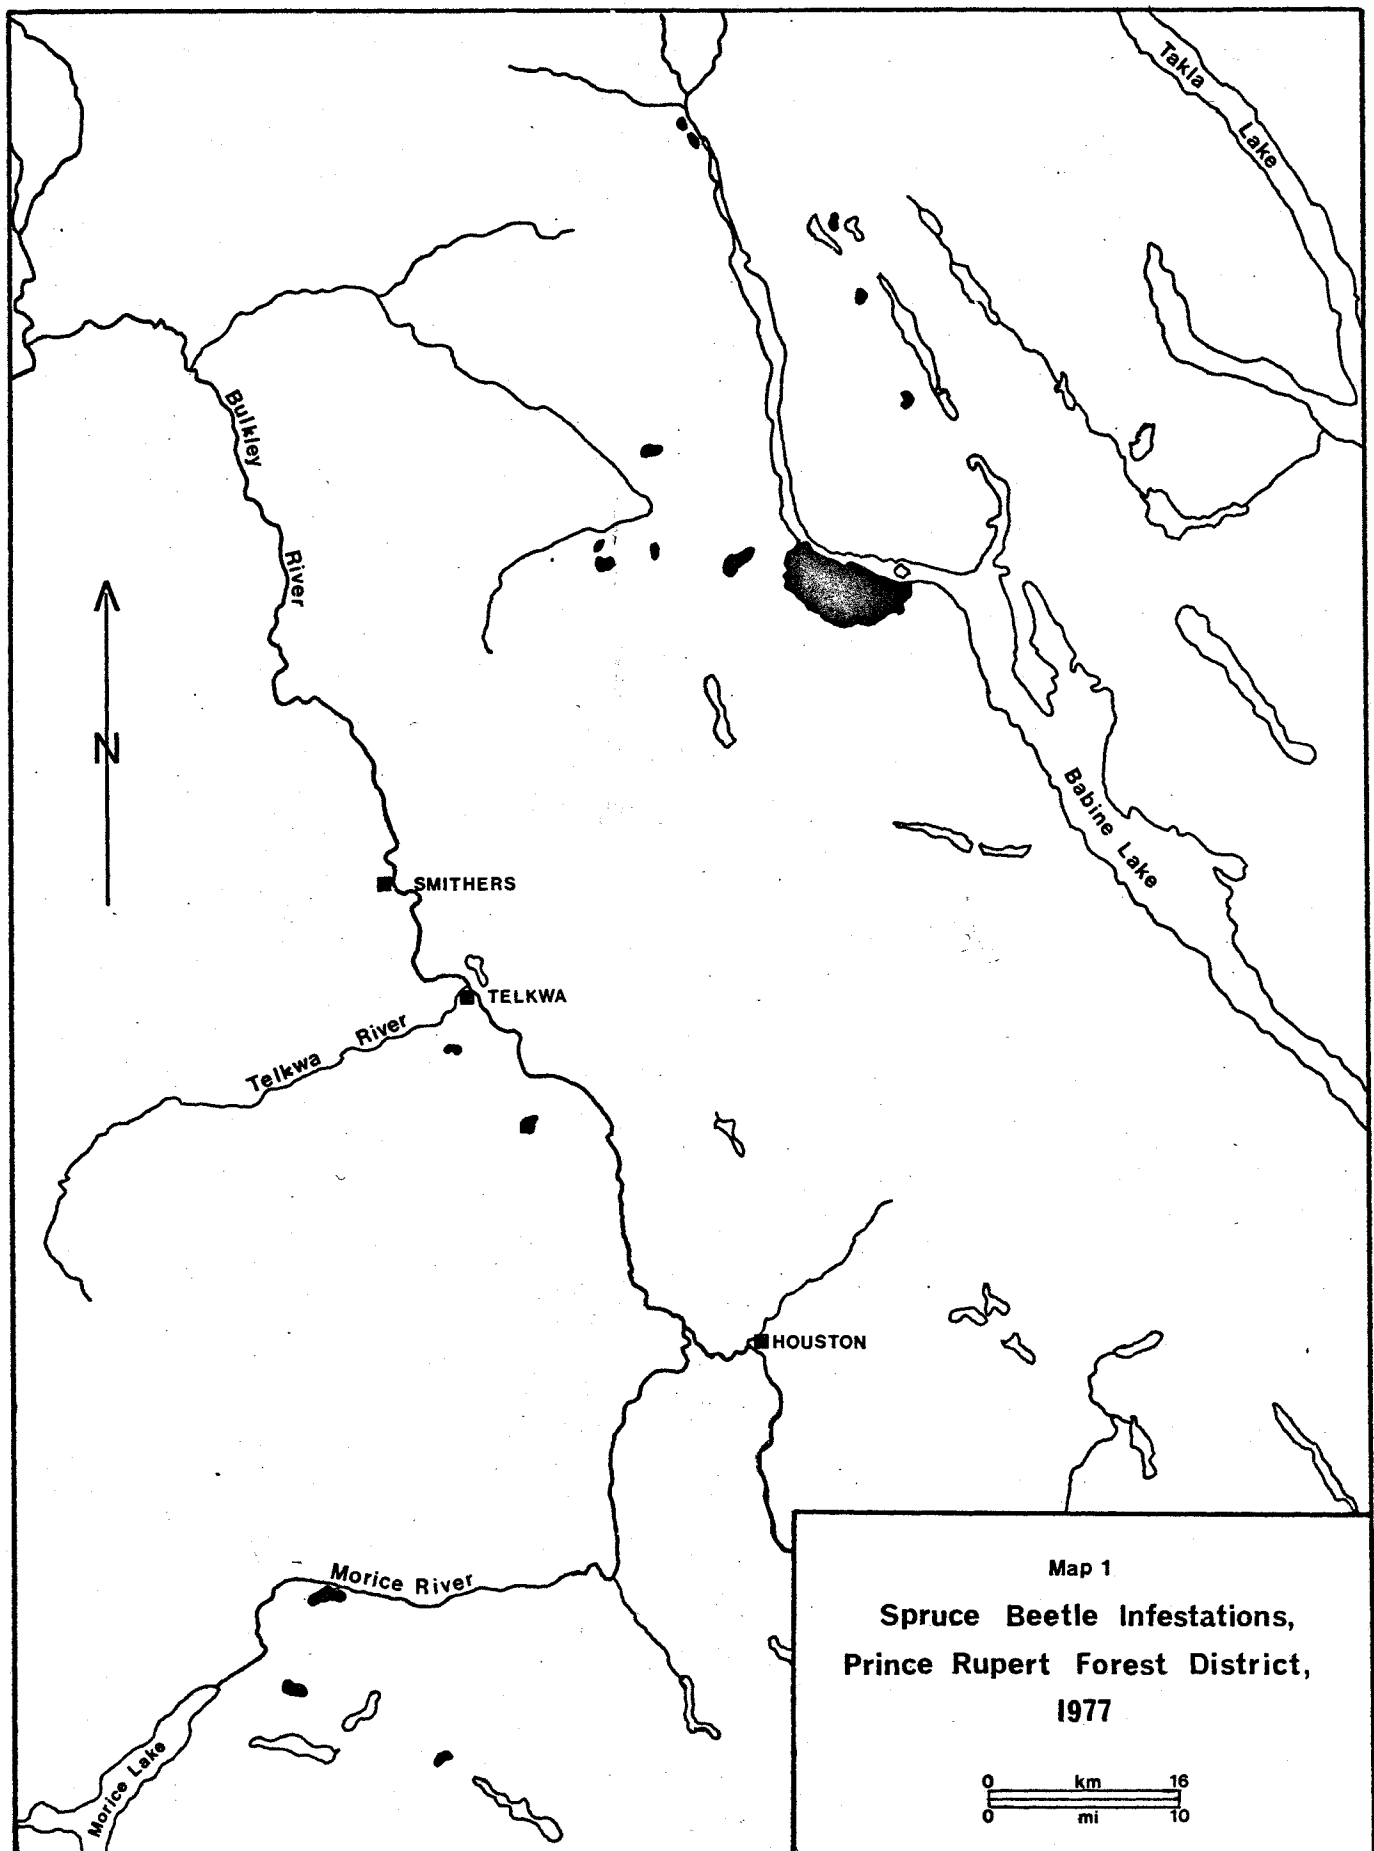 Takla
Lake
Bulkley
River
N
Babine Lake
SMITHERS
TELKWA
Telkwa River
HOUSTON
Morice River
Morice Lake
Map 1
Spruce Beetle Infestations,
Prince Rupert Forest District,
1977
0 km 16
0 mi 10